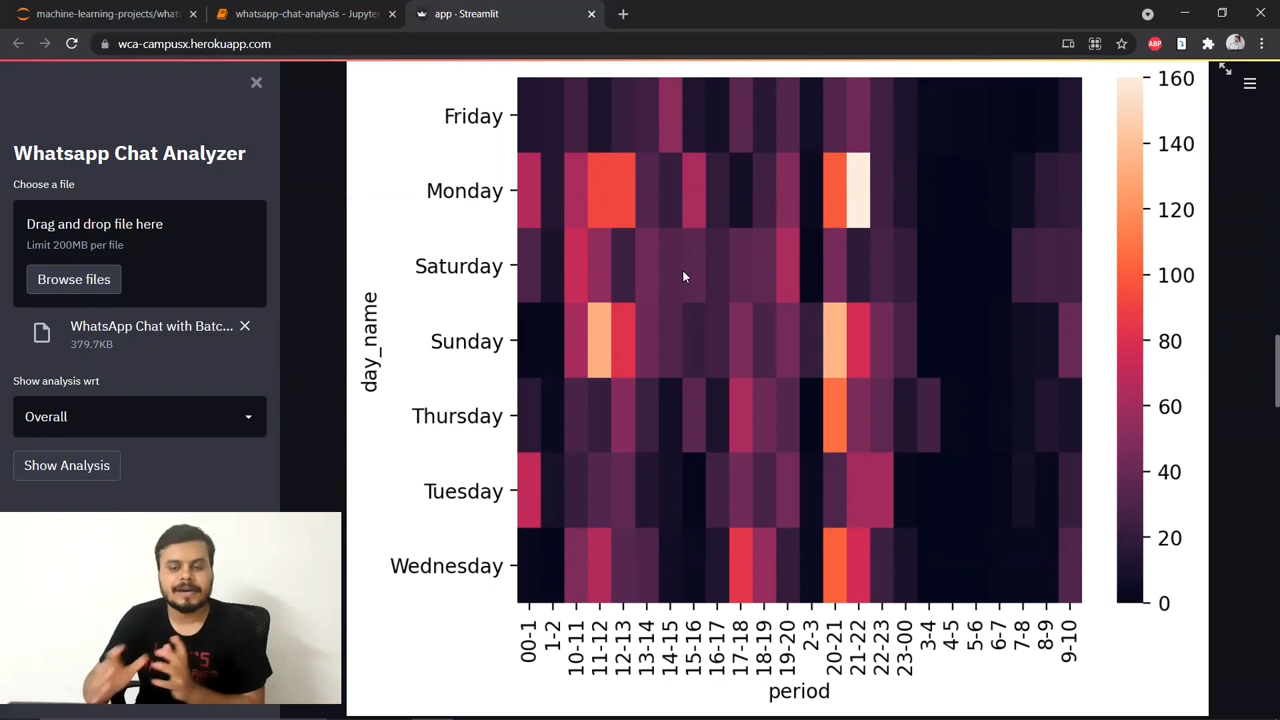 machine-learning-projects/whats
whatsapp-chat-analysis - Jupyte
app · Streamlit
wca-campusx.herokuapp.com
ABP
Whatsapp Chat Analyzer
Choose a file
Drag and drop file here
Limit 200MB per file
Browse files
WhatsApp Chat with Batc...
379.7KB
Show analysis wrt
Overall
Show Analysis
day_name
Friday
Monday
Saturday
Sunday
Thursday
Tuesday
Wednesday
00-1
1-2
10-11
11-12
12-13
13-14
14-15
15-16
16-17
17-18
18-19
19-20
2-3
20-21
21-22
22-23
23-00
3-4
4-5
5-6
6-7
7-8
8-9
9-10
period
160
140
120
100
80
60
40
20
0